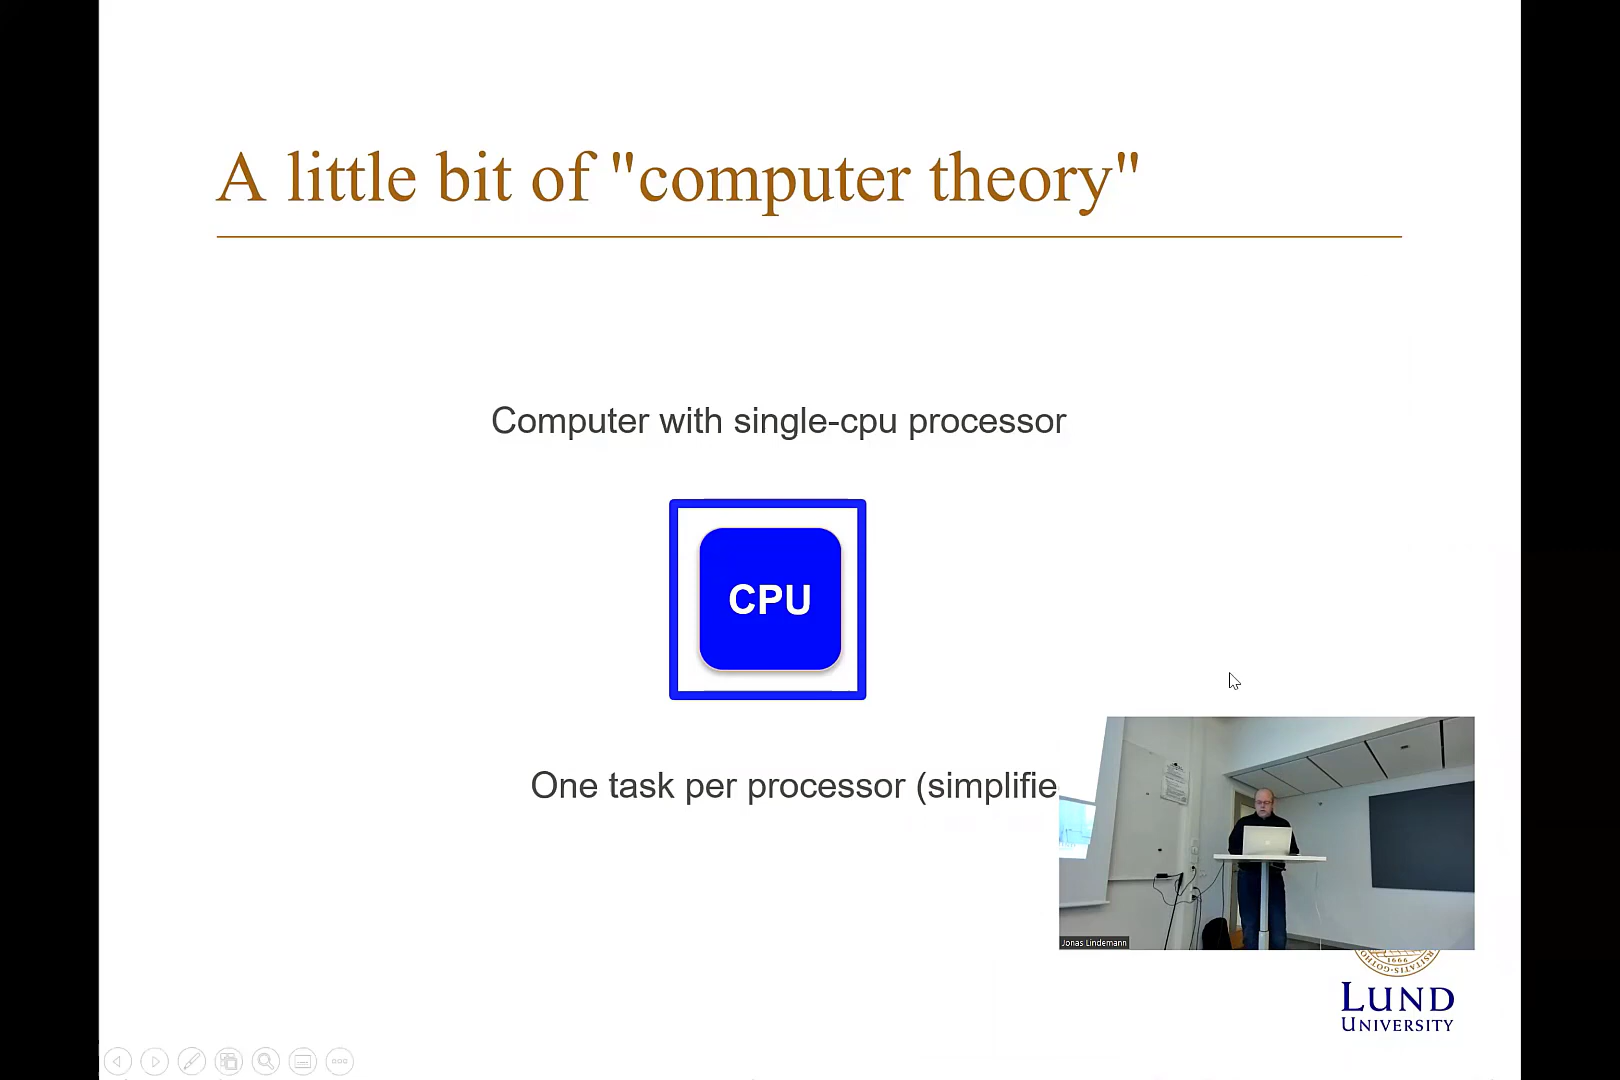 A little bit of "computer theory"
Computer with single-cpu processor
CPU
One task per processor (simplifie
Jonas Lindemann
1666
LUND
UNIVERSITY